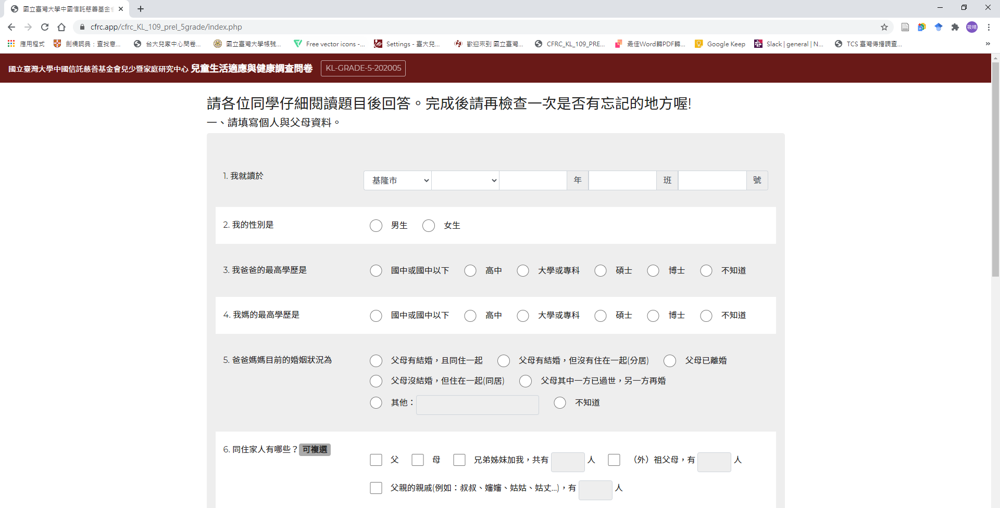 國立臺灣大學中國信託慈善基金會
cfrc.app/cfrc_KL_109_prel_5grade/index.php
筱晴
應用程式
劍橋詞典：查找意...
台大兒家中心問卷...
國立臺灣大學帳號...
Free vector icons -...
Settings - 臺大兒...
歡迎來到 國立臺灣...
CFRC_KL_109_PRE...
最佳Word轉PDF轉...
Google Keep
Slack | general | N...
TCS 臺灣傳播調查...
»
國立臺灣大學中國信託慈善基金會兒少暨家庭研究中心 兒童生活適應與健康調查問卷 KL-GRADE-5-202005
請各位同學仔細閱讀題目後回答。完成後請再檢查一次是否有忘記的地方喔!
一、請填寫個人與父母資料。
1. 我就讀於 基隆市 年 班 號
2. 我的性別是 男生 女生
3. 我爸爸的最高學歷是 國中或國中以下 高中 大學或專科 碩士 博士 不知道
4. 我媽的最高學歷是 國中或國中以下 高中 大學或專科 碩士 博士 不知道
5. 爸爸媽媽目前的婚姻狀況為 父母有結婚，且同住一起 父母有結婚，但沒有住在一起(分居) 父母已離婚
父母沒結婚，但住在一起(同居) 父母其中一方已過世，另一方再婚
其他： 不知道
6. 同住家人有哪些？ 可複選
父 母 兄弟姊妹加我，共有 人 （外）祖父母，有 人
父親的親戚(例如：叔叔、嬸嬸、姑姑、姑丈...)，有 人